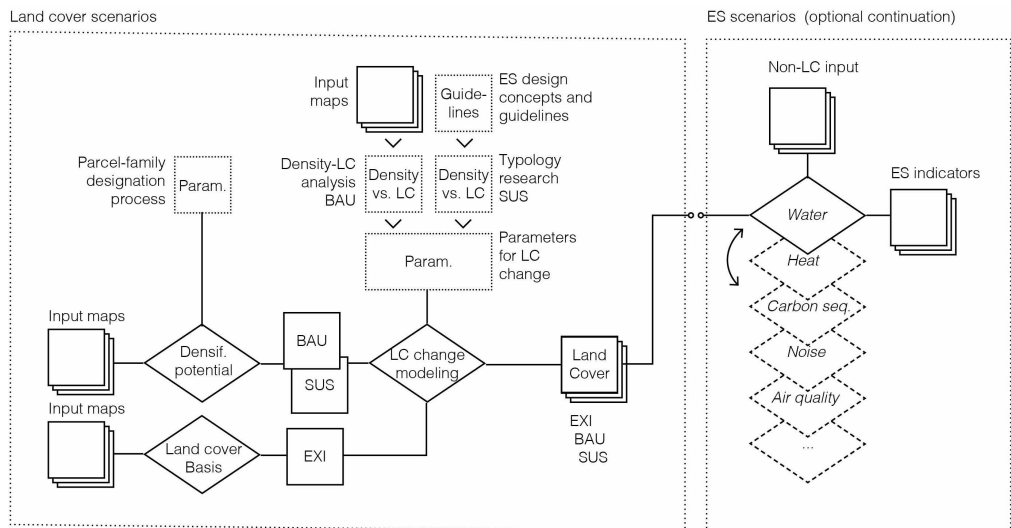 Land cover scenarios
ES scenarios (optional continuation)
Input
maps
Guide-
lines
ES design
concepts and
guidelines
Non-LC input
Parcel-family
designation
process
Param.
Density-LC
analysis
BAU
Density
vs. LC
Density
vs. LC
Typology
research
SUS
ES indicators
Water
Param.
Parameters
for LC
change
Heat
Carbon seq.
Noise
Air quality
...
Input maps
Densif.
potential
BAU
SUS
LC change
modeling
Land
Cover
EXI
BAU
SUS
Input maps
Land cover
Basis
EXI